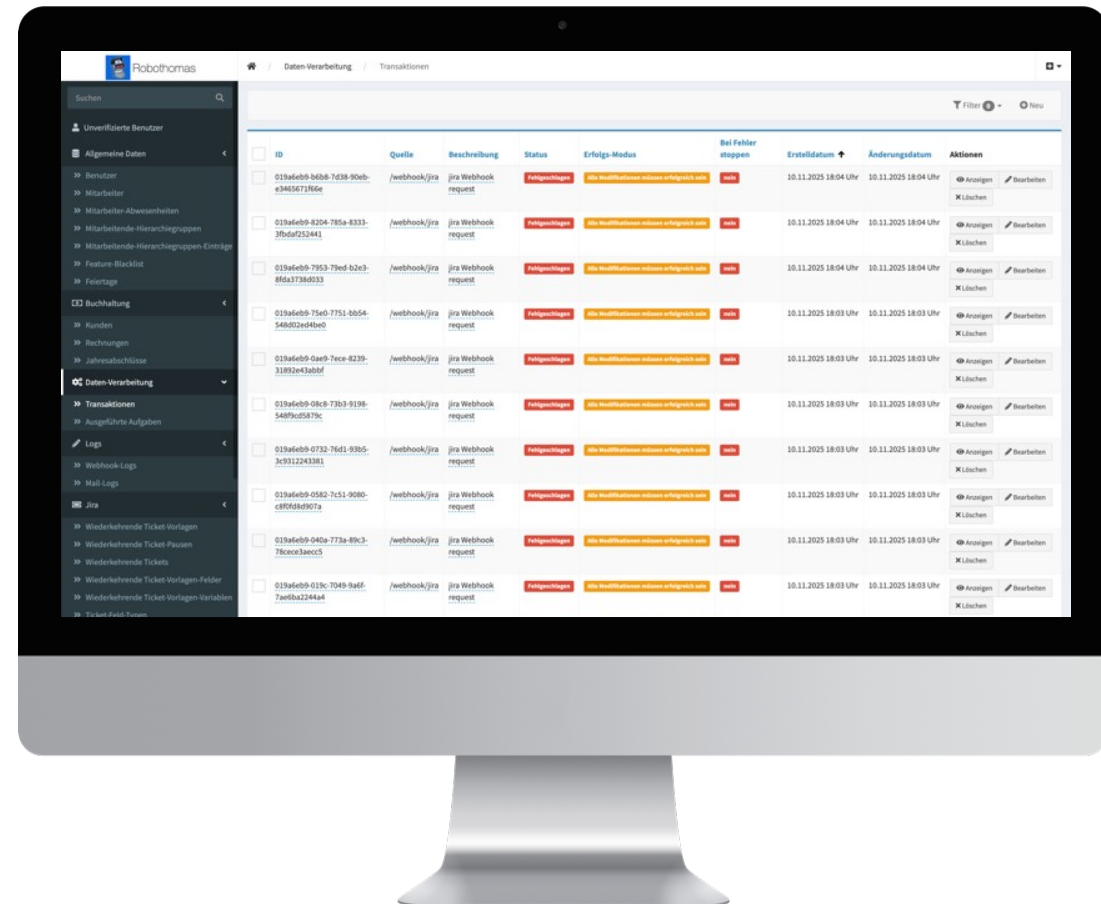 Robothomas
Daten-Verarbeitung / Transaktionen
Suchen
Filter 0
Neu
Unverifizierte Benutzer
Allgemeine Daten
Benutzer
Mitarbeiter
Mitarbeiter-Abwesenheiten
Mitarbeitende-Hierarchiegruppen
Mitarbeitende-Hierarchiegruppen-Einträge
Feature-Blacklist
Feiertage
Buchhaltung
Kunden
Rechnungen
Jahresabschlüsse
Daten-Verarbeitung
Transaktionen
Ausgeführte Aufgaben
Logs
Webhook-Logs
Mail-Logs
Jira
Wiederkehrende Ticket-Vorlagen
Wiederkehrende Ticket-Pausen
Wiederkehrende Tickets
Wiederkehrende Ticket-Vorlagen-Felder
Wiederkehrende Ticket-Vorlagen-Variablen
Ticket-Feld-Typen
ID Quelle Beschreibung Status Erfolgs-Modus Bei Fehler stoppen Erstelldatum Änderungsdatum Aktionen
019a6eb9-b6b8-7d38-90eb- /webhook/jira jira Webhook Fehlgeschlagen Alle Modifikationen müssen erfolgreich sein nein 10.11.2025 18:04 Uhr 10.11.2025 18:04 Uhr Anzeigen Bearbeiten
e3465671f66e request Löschen
019a6eb9-8204-785a-8333- /webhook/jira jira Webhook Fehlgeschlagen Alle Modifikationen müssen erfolgreich sein nein 10.11.2025 18:04 Uhr 10.11.2025 18:04 Uhr Anzeigen Bearbeiten
3fbdaf252441 request Löschen
019a6eb9-7953-79ed-b2e3- /webhook/jira jira Webhook Fehlgeschlagen Alle Modifikationen müssen erfolgreich sein nein 10.11.2025 18:04 Uhr 10.11.2025 18:04 Uhr Anzeigen Bearbeiten
8fda3738d033 request Löschen
019a6eb9-75e0-7751-bb54- /webhook/jira jira Webhook Fehlgeschlagen Alle Modifikationen müssen erfolgreich sein nein 10.11.2025 18:03 Uhr 10.11.2025 18:03 Uhr Anzeigen Bearbeiten
548d02ed4be0 request Löschen
019a6eb9-0ae9-7ece-8239- /webhook/jira jira Webhook Fehlgeschlagen Alle Modifikationen müssen erfolgreich sein nein 10.11.2025 18:03 Uhr 10.11.2025 18:03 Uhr Anzeigen Bearbeiten
31892e43abbf request Löschen
019a6eb9-08c8-73b3-9198- /webhook/jira jira Webhook Fehlgeschlagen Alle Modifikationen müssen erfolgreich sein nein 10.11.2025 18:03 Uhr 10.11.2025 18:03 Uhr Anzeigen Bearbeiten
548f9cd5879c request Löschen
019a6eb9-0732-76d1-93b5- /webhook/jira jira Webhook Fehlgeschlagen Alle Modifikationen müssen erfolgreich sein nein 10.11.2025 18:03 Uhr 10.11.2025 18:03 Uhr Anzeigen Bearbeiten
3c9312243381 request Löschen
019a6eb9-0582-7c51-9080- /webhook/jira jira Webhook Fehlgeschlagen Alle Modifikationen müssen erfolgreich sein nein 10.11.2025 18:03 Uhr 10.11.2025 18:03 Uhr Anzeigen Bearbeiten
c8f0fd8d907a request Löschen
019a6eb9-040a-773a-89c3- /webhook/jira jira Webhook Fehlgeschlagen Alle Modifikationen müssen erfolgreich sein nein 10.11.2025 18:03 Uhr 10.11.2025 18:03 Uhr Anzeigen Bearbeiten
78cece3aecc5 request Löschen
019a6eb9-019c-7049-9a6f- /webhook/jira jira Webhook Fehlgeschlagen Alle Modifikationen müssen erfolgreich sein nein 10.11.2025 18:03 Uhr 10.11.2025 18:03 Uhr Anzeigen Bearbeiten
7ae6ba2244a4 request Löschen